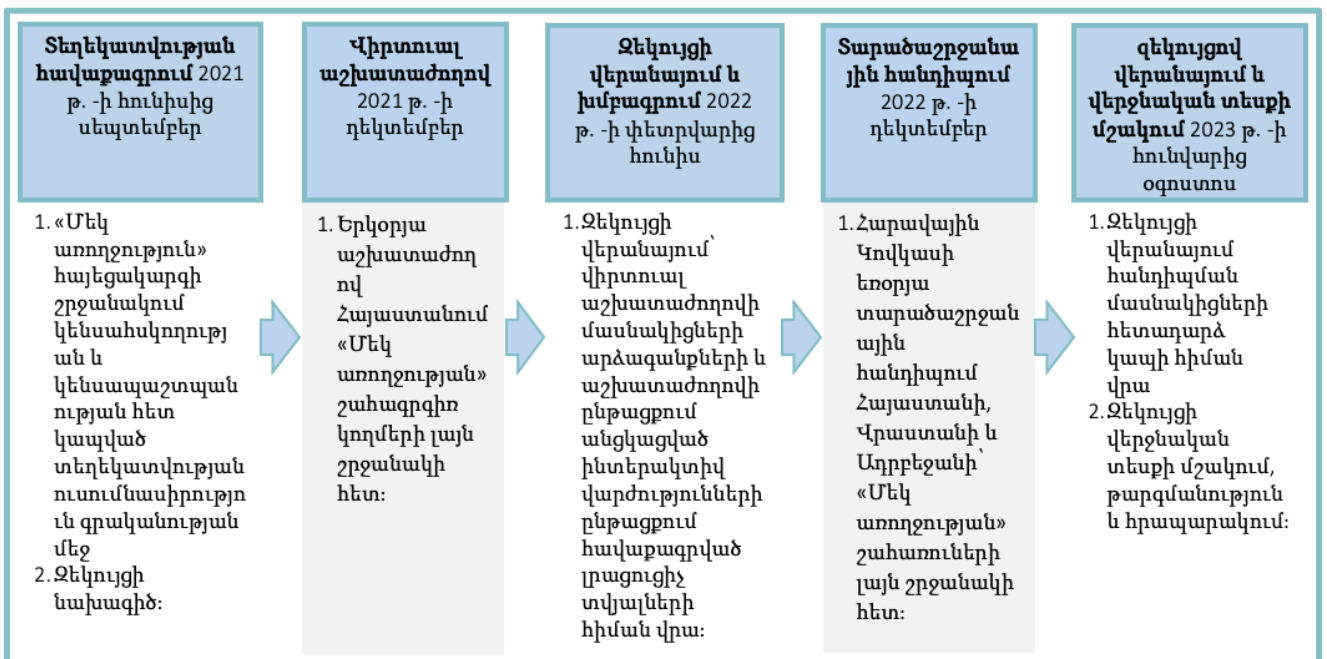 Տեղեկատվության
հավաքագրում 2021
թ. -ի հունիսից
սեպտեմբեր
1. «Մեկ
առողջություն»
հայեցակարգի
շրջանակում
կենսահսկողությ
ան և
կենսապաշտպան
ության հետ
կապված
տեղեկատվության
ուսումնասիրությո
ւն գրականության
մեջ
2. Զեկույցի
նախագիծ:
Վիրտուալ
աշխատաժողով
2021 թ. -ի
դեկտեմբեր
1. Երկօրյա
աշխատաժող
ով
Հայաստանում
«Մեկ
առողջության»
շահագրգիռ
կողմերի լայն
շրջանակի
հետ:
Զեկույցի
վերանայում և
խմբագրում 2022
թ. -ի փետրվարից
հունիս
1. Զեկույցի
վերանայում՝
վիրտուալ
աշխատաժողովի
մասնակիցների
արձագանքների և
աշխատաժողովի
ընթացքում
անցկացված
ինտերակտիվ
վարժությունների
ընթացքում
հավաքագրված
լրացուցիչ
տվյալների
հիման վրա:
Տարածաշրջանա
յին հանդիպում
2022 թ. -ի
դեկտեմբեր
1. Հարավային
Կովկասի
եռօրյա
տարածաշրջան
ային
հանդիպում
Հայաստանի,
Վրաստանի և
Ադրբեջանի՝
«Մեկ
առողջության»
շահառուների
լայն շրջանակի
հետ:
զեկույցով
վերանայում և
վերջնական տեսքի
մշակում 2023 թ. -ի
հունվարից
օգոստոս
1. Զեկույցի
վերանայում
հանդիպման
մասնակիցների
հետադարձ
կապի հիման
վրա
2. Զեկույցի
վերջնական
տեսքի մշակում,
թարգմանություն
և հրապարակում: